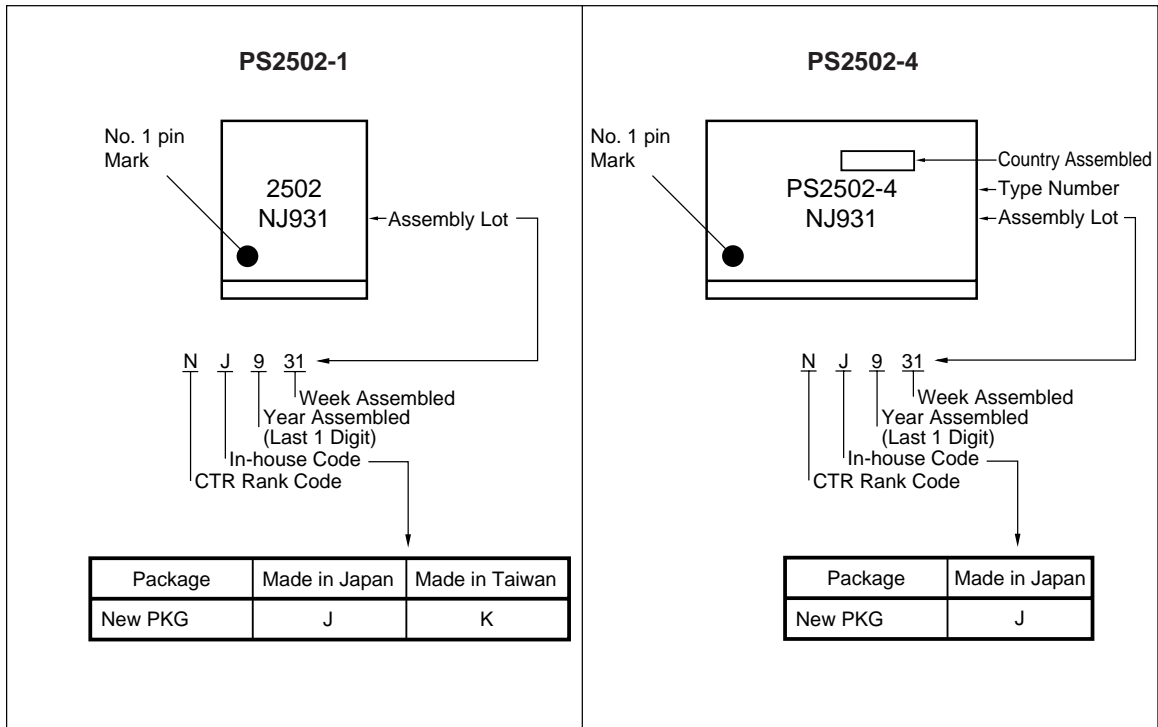 PS2502-1
No. 1 pin
Mark
2502
NJ931
Assembly Lot
N J 9 31
Week Assembled
Year Assembled
(Last 1 Digit)
In-house Code
CTR Rank Code
Package Made in Japan Made in Taiwan
New PKG J K
PS2502-4
No. 1 pin
Mark
Country Assembled
PS2502-4
Type Number
NJ931
Assembly Lot
N J 9 31
Week Assembled
Year Assembled
(Last 1 Digit)
In-house Code
CTR Rank Code
Package Made in Japan
New PKG J